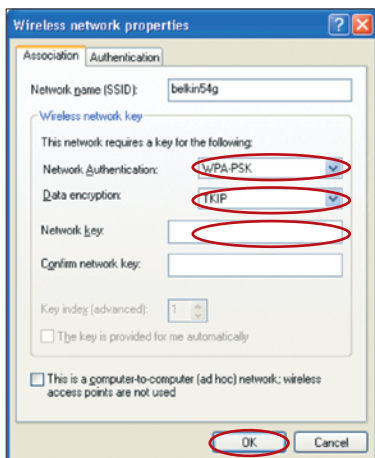 Wireless network properties
Association Authentication
Network name (SSID): belkin54g
Wireless network key
This network requires a key for the following:
Network Authentication: WPA-PSK
Data encryption: TKIP
Network key:
Confirm network key:
Key index (advanced): 1
The key is provided for me automatically
This is a computer-to-computer (ad hoc) network; wireless
access points are not used
OK Cancel